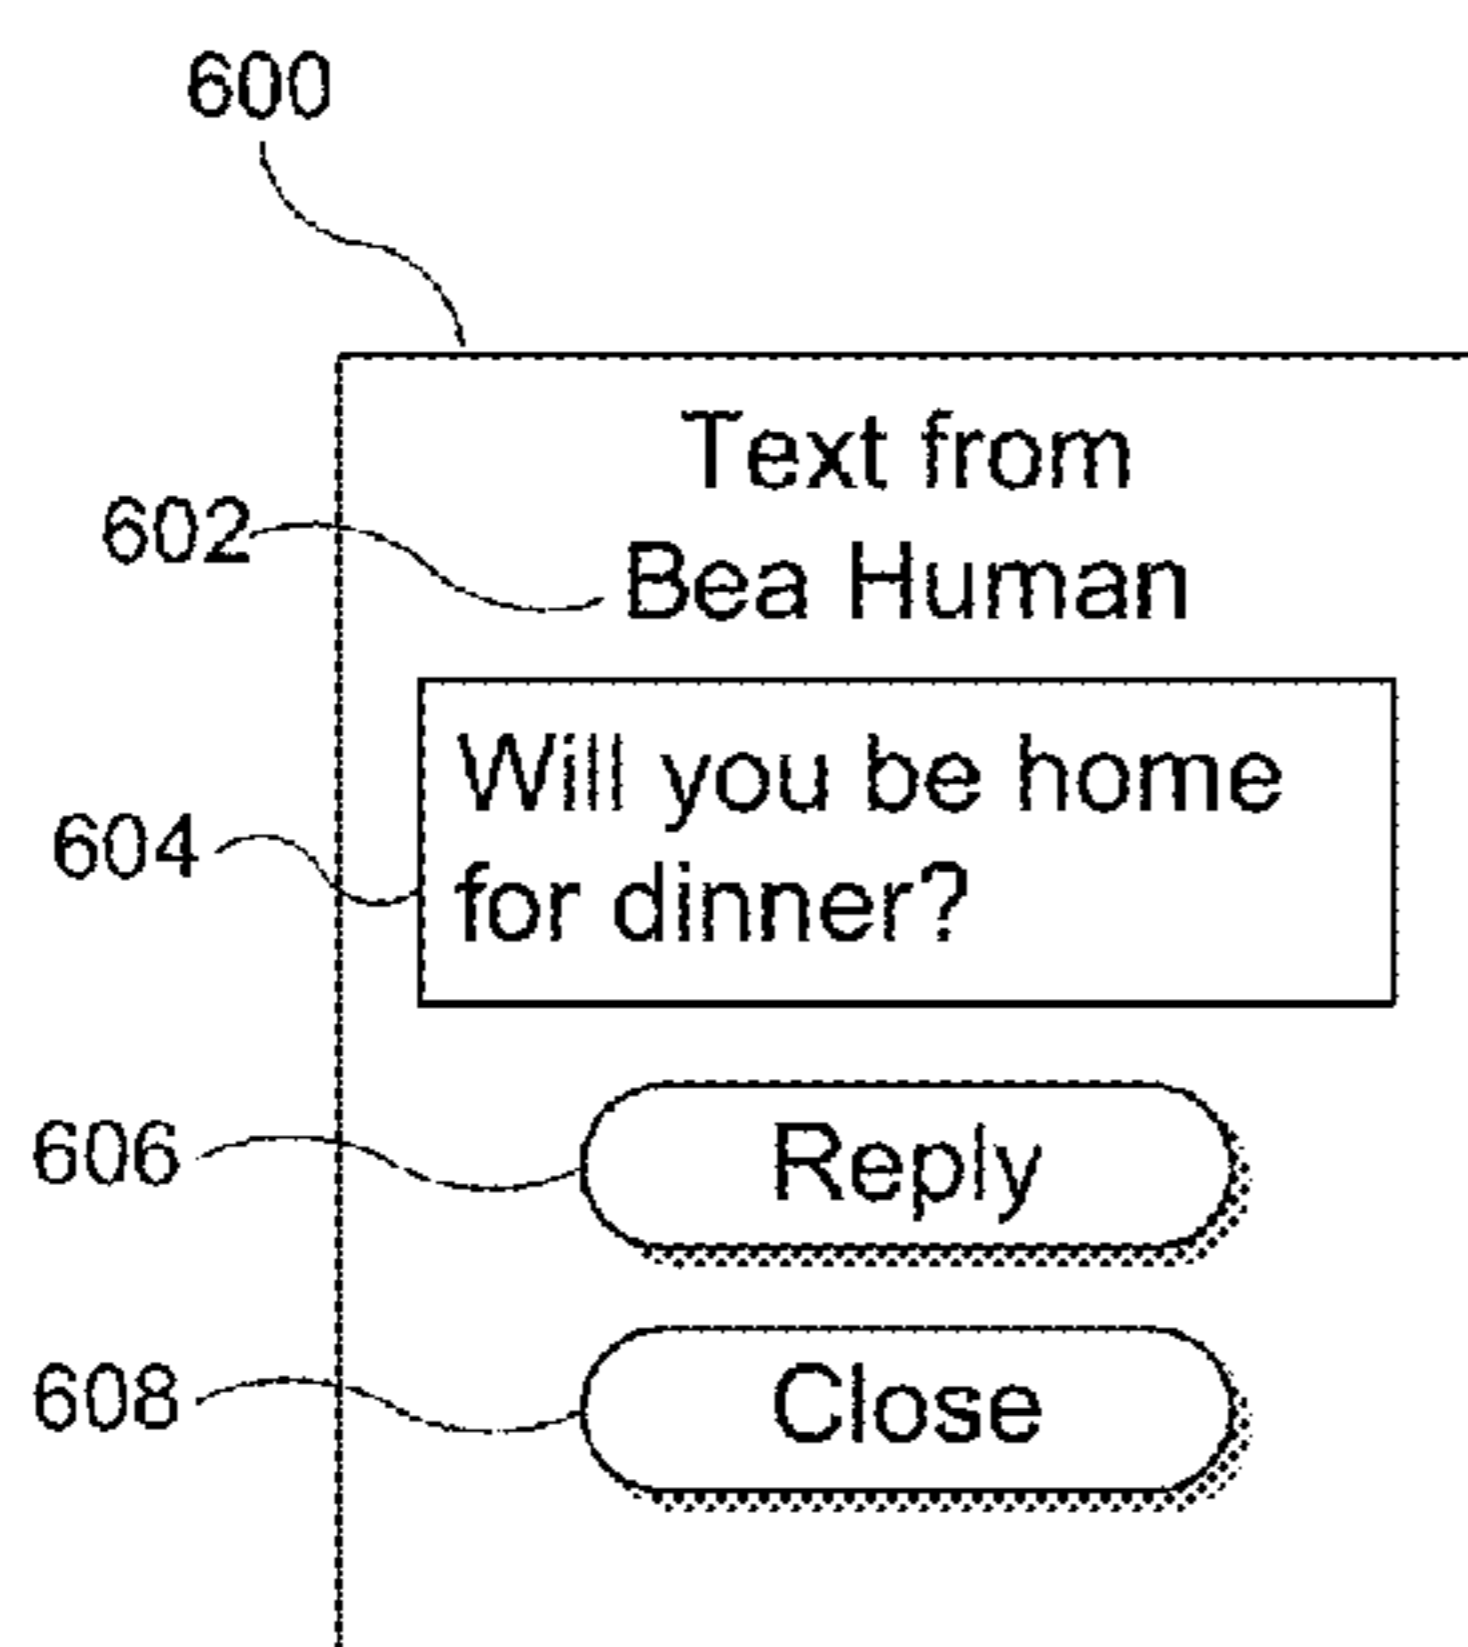 600
Text from
602 Bea Human
Will you be home
604 for dinner?
606 Reply
608 Close